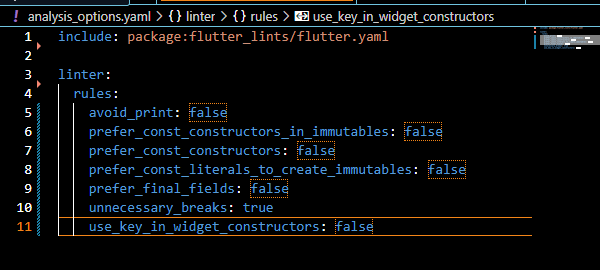 ! analysis_options.yaml > {} linter > {} rules > use_key_in_widget_constructors
1 include: package:flutter_lints/flutter.yaml
2
3 linter:
4 rules:
5 avoid_print: false
6 prefer_const_constructors_in_immutables: false
7 prefer_const_constructors: false
8 prefer_const_literals_to_create_immutables: false
9 prefer_final_fields: false
10 unnecessary_breaks: true
11 use_key_in_widget_constructors: false